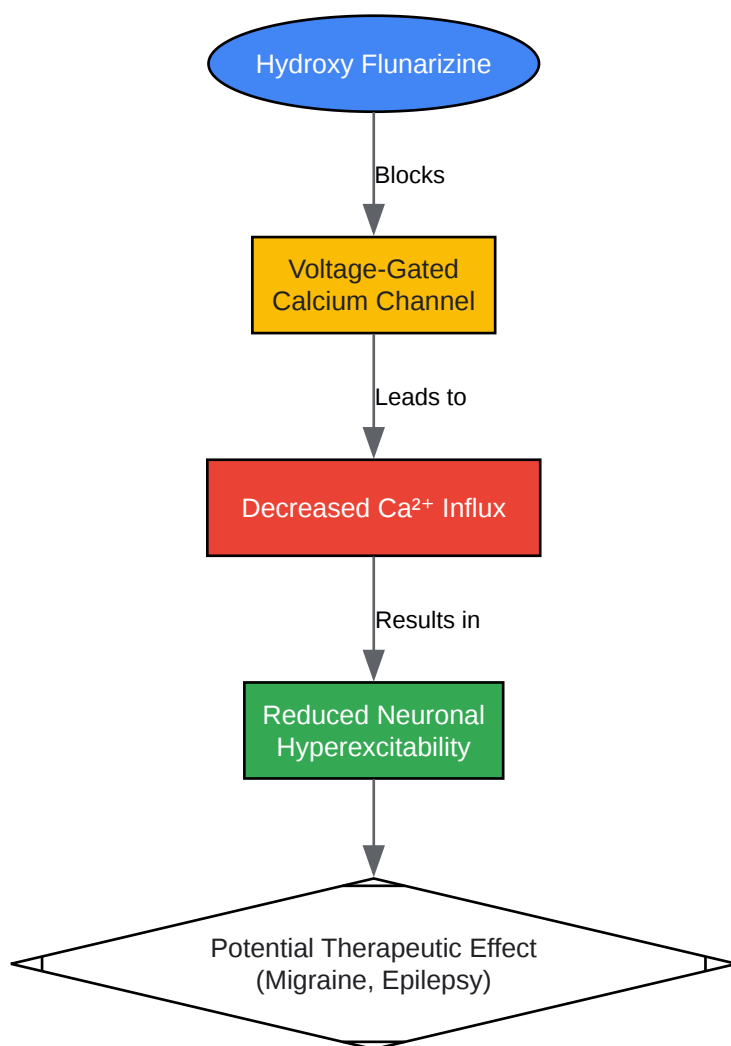 Hydroxy Flunarizine
Blocks
Voltage-Gated
Calcium Channel
Leads to
Decreased Ca²⁺ Influx
Results in
Reduced Neuronal
Hyperexcitability
Potential Therapeutic Effect
(Migraine, Epilepsy)